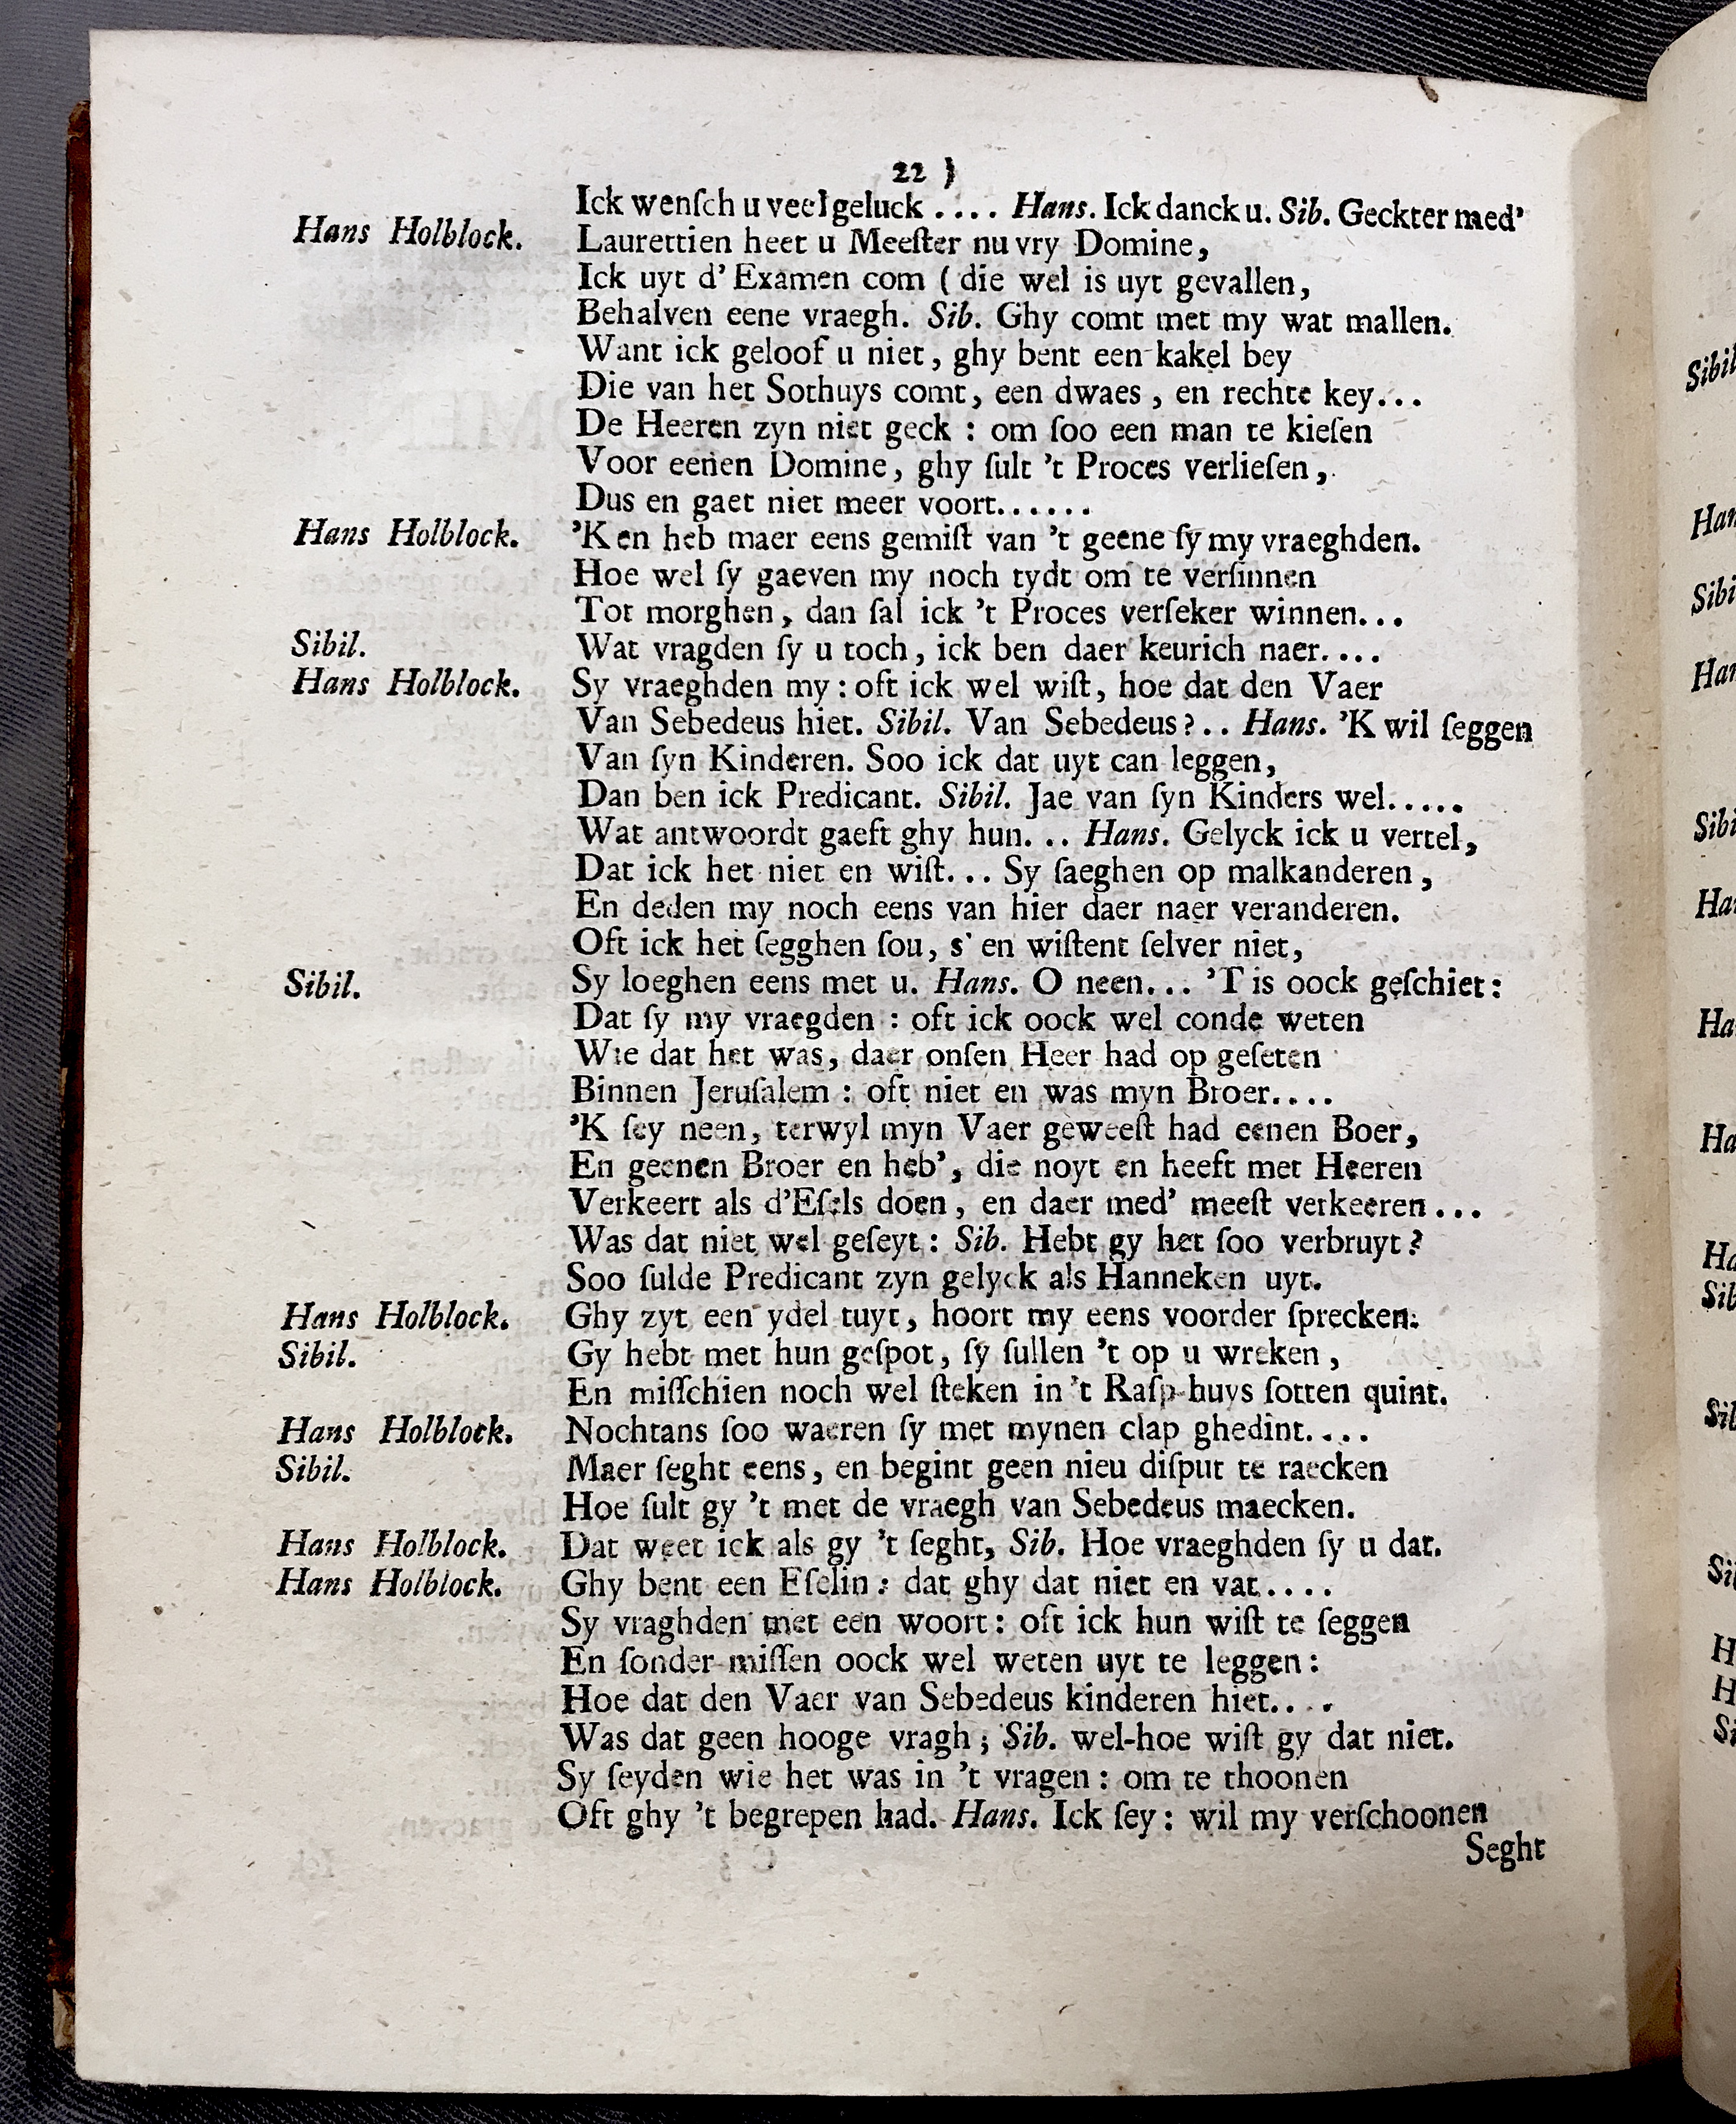 22 )
Ick wenſch u veel geluck .... Hans. Ick danck u. Sib. Geckter med'
Hans Holblock. Laurettien heet u Meeſter nu vry Domine,
Ick uyt d'Examen com ( die wel is uyt gevallen,
Behalven eene vraegh. Sib. Ghy comt met my wat mallen.
Want ick geloof u niet, ghy bent een kakel bey
Die van het Sothuys comt, een dwaes, en rechte key...
De Heeren zyn niet geck : om ſoo een man te kieſen
Voor eenen Domine, ghy ſult 't Proces verlieſen,
Dus en gaet niet meer voort......
Hans Holblock. 'K en heb maer eens gemiſt van 't geene ſy my vraeghden.
Hoe wel ſy gaeven my noch tydt om te verſinnen
Tot morghen, dan ſal ick 't Proces verſeker winnen...
Sibil. Wat vragden ſy u toch, ick ben daer keurich naer....
Hans Holblock. Sy vraeghden my : oft ick wel wiſt, hoe dat den Vaer
Van Sebedeus hiet. Sibil. Van Sebedeus?.. Hans. 'K wil ſeggen
Van ſyn Kinderen. Soo ick dat uyt can leggen,
Dan ben ick Predicant. Sibil. Jae van ſyn Kinders wel.....
Wat antwoordt gaeft ghy hun... Hans. Gelyck ick u vertel,
Dat ick het niet en wiſt... Sy ſaeghen op malkanderen,
En deden my noch eens van hier daer naer veranderen.
Oft ick het ſegghen ſou, s' en wiſtent ſelver niet,
Sibil. Sy loeghen eens met u. Hans. O neen... 'T is oock geſchiet:
Dat ſy my vraegden : oft ick oock wel conde weten
Wie dat het was, daer onſen Heer had op geſeten
Binnen Jeruſalem : oft niet en was myn Broer....
'K ſey neen, terwyl myn Vaer geweeſt had eenen Boer,
En geenen Broer en heb', die noyt en heeft met Heeren
Verkeert als d'Eſels doen, en daer med' meeſt verkeeren...
Was dat niet wel geſeyt : Sib. Hebt gy het ſoo verbruyt?
Soo ſulde Predicant zyn gelyck als Hanneken uyt.
Hans Holblock. Ghy zyt een ydel tuyt, hoort my eens voorder ſprecken:
Sibil. Gy hebt met hun geſpot, ſy ſullen 't op u wreken,
En miſſchien noch wel ſteken in 't Raſp-huys ſotten quint.
Hans Holblock. Nochtans ſoo waeren ſy met mynen clap ghedint....
Sibil. Maer ſeght eens, en begint geen nieu diſput te raecken
Hoe ſult gy 't met de vraegh van Sebedeus maecken.
Hans Holblock. Dat weet ick als gy 't ſeght, Sib. Hoe vraeghden ſy u dat.
Hans Holblock. Ghy bent een Eſelin : dat ghy dat niet en vat....
Sy vraghden met een woort : oft ick hun wiſt te ſeggen
En ſonder miſſen oock wel weten uyt te leggen:
Hoe dat den Vaer van Sebedeus kinderen hiet....
Was dat geen hooge vragh ; Sib. wel-hoe wiſt gy dat niet.
Sy ſeyden wie het was in 't vragen : om te thoonen
Oft ghy 't begrepen had. Hans. Ick ſey : wil my verſchoonen
Seght